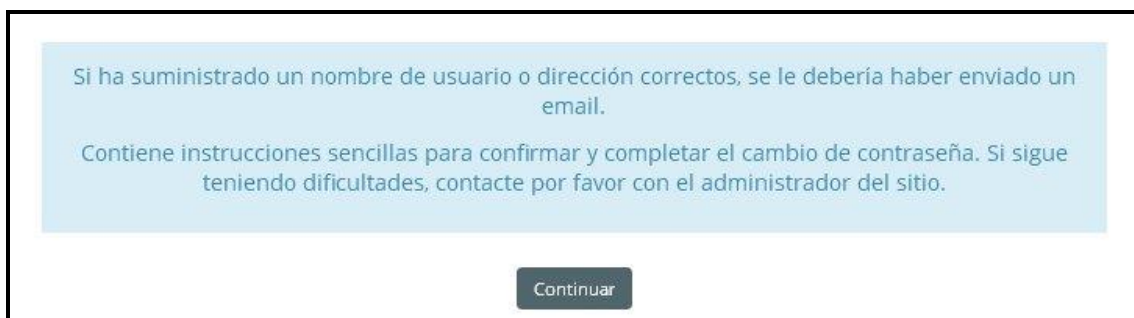 Si ha suministrado un nombre de usuario o dirección correctos, se le debería haber enviado un
email.
Contiene instrucciones sencillas para confirmar y completar el cambio de contraseña. Si sigue
teniendo dificultades, contacte por favor con el administrador del sitio.
Continuar